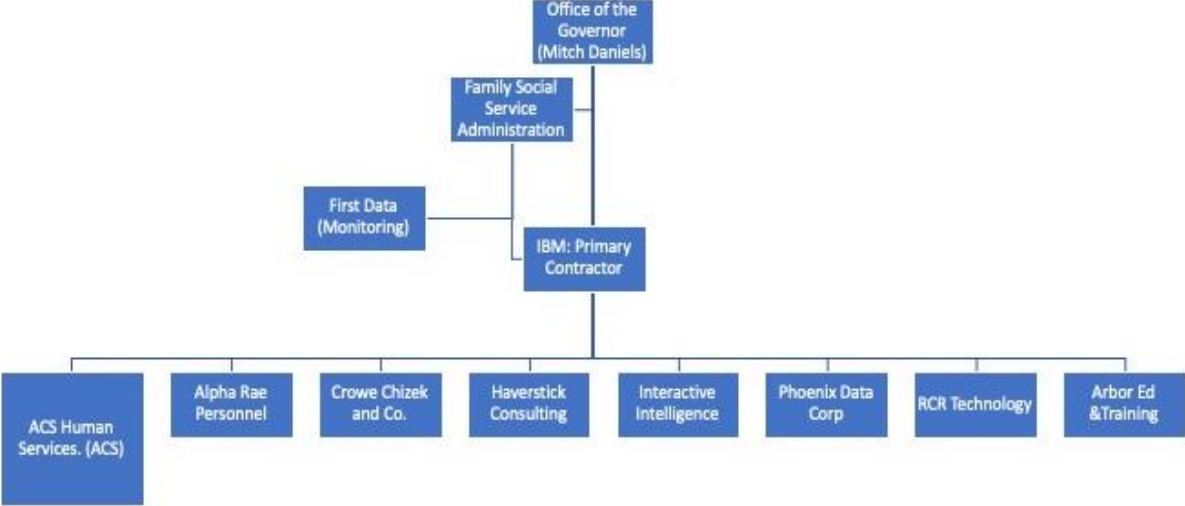 Office of the
Governor
(Mitch Daniels)
Family Social
Service
Administration
First Data
(Monitoring)
IBM: Primary
Contractor
ACS Human
Services. (ACS)
Alpha Rae
Personnel
Crowe Chizek
and Co.
Haverstick
Consulting
Interactive
Intelligence
Phoenix Data
Corp
RCR Technology
Arbor Ed
&Training